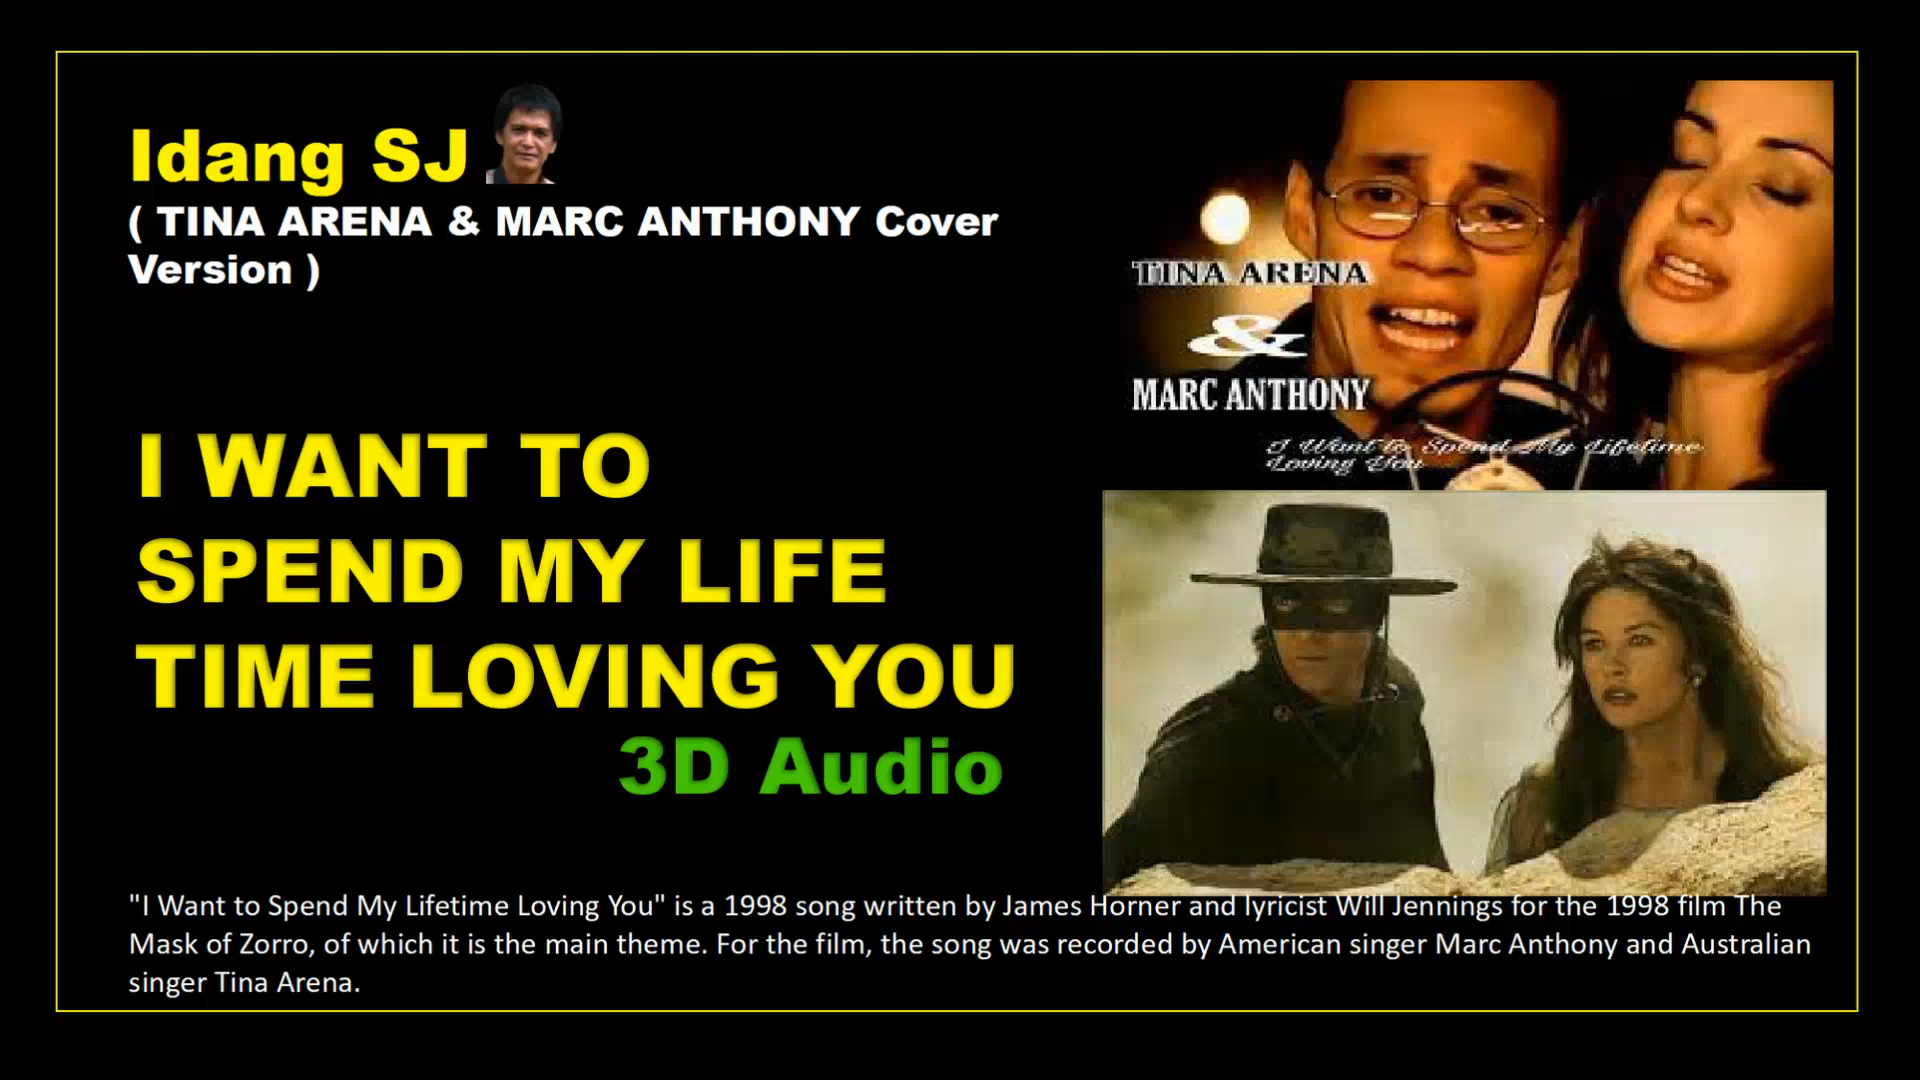 Idang SJ
( TINA ARENA & MARC ANTHONY Cover
Version )
TINA ARENA
&
MARC ANTHONY
I Want to Spend My Lifetime
Loving You
I WANT TO
SPEND MY LIFE
TIME LOVING YOU
3D Audio
"I Want to Spend My Lifetime Loving You" is a 1998 song written by James Horner and lyricist Will Jennings for the 1998 film The
Mask of Zorro, of which it is the main theme. For the film, the song was recorded by American singer Marc Anthony and Australian
singer Tina Arena.